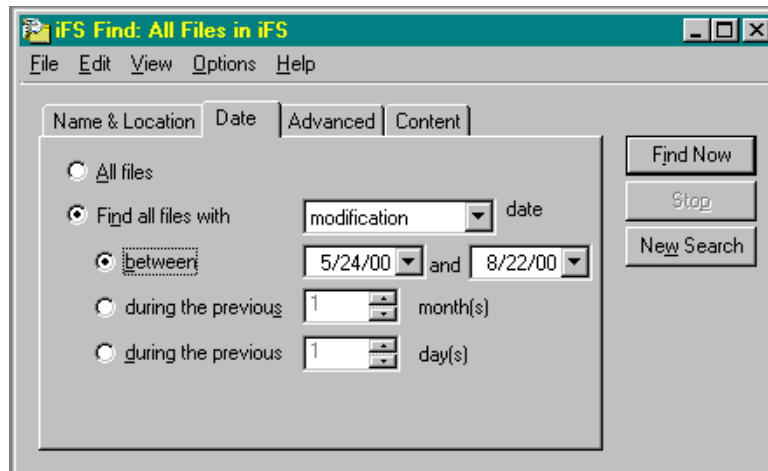 iFS Find: All Files in iFS
File Edit View Options Help
Name & Location Date Advanced Content
All files
Find all files with modification date
between 5/24/00 and 8/22/00
during the previous 1 month(s)
during the previous 1 day(s)
Find Now
Stop
New Search